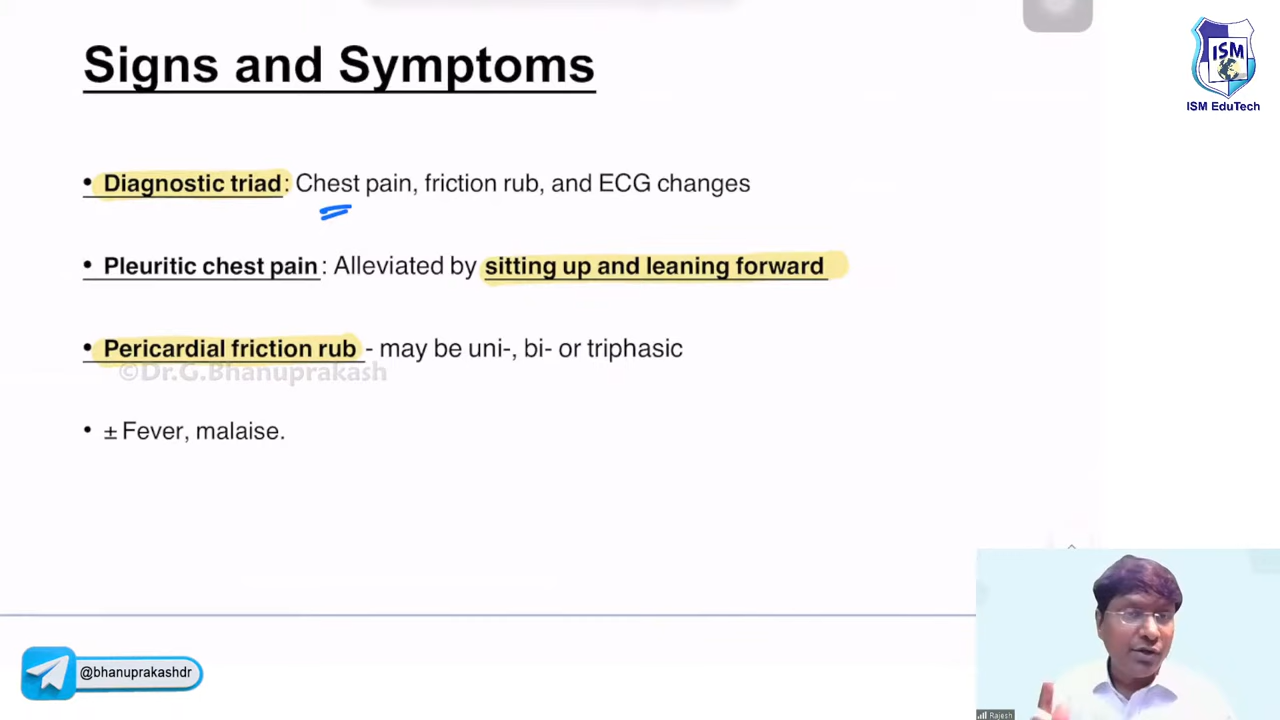 Signs and Symptoms
ISM
ISM EduTech
• Diagnostic triad: Chest pain, friction rub, and ECG changes
• Pleuritic chest pain: Alleviated by sitting up and leaning forward
• Pericardial friction rub - may be uni-, bi- or triphasic
©Dr.G.Bhanuprakash
• ± Fever, malaise.
@bhanuprakashdr
Rajesh